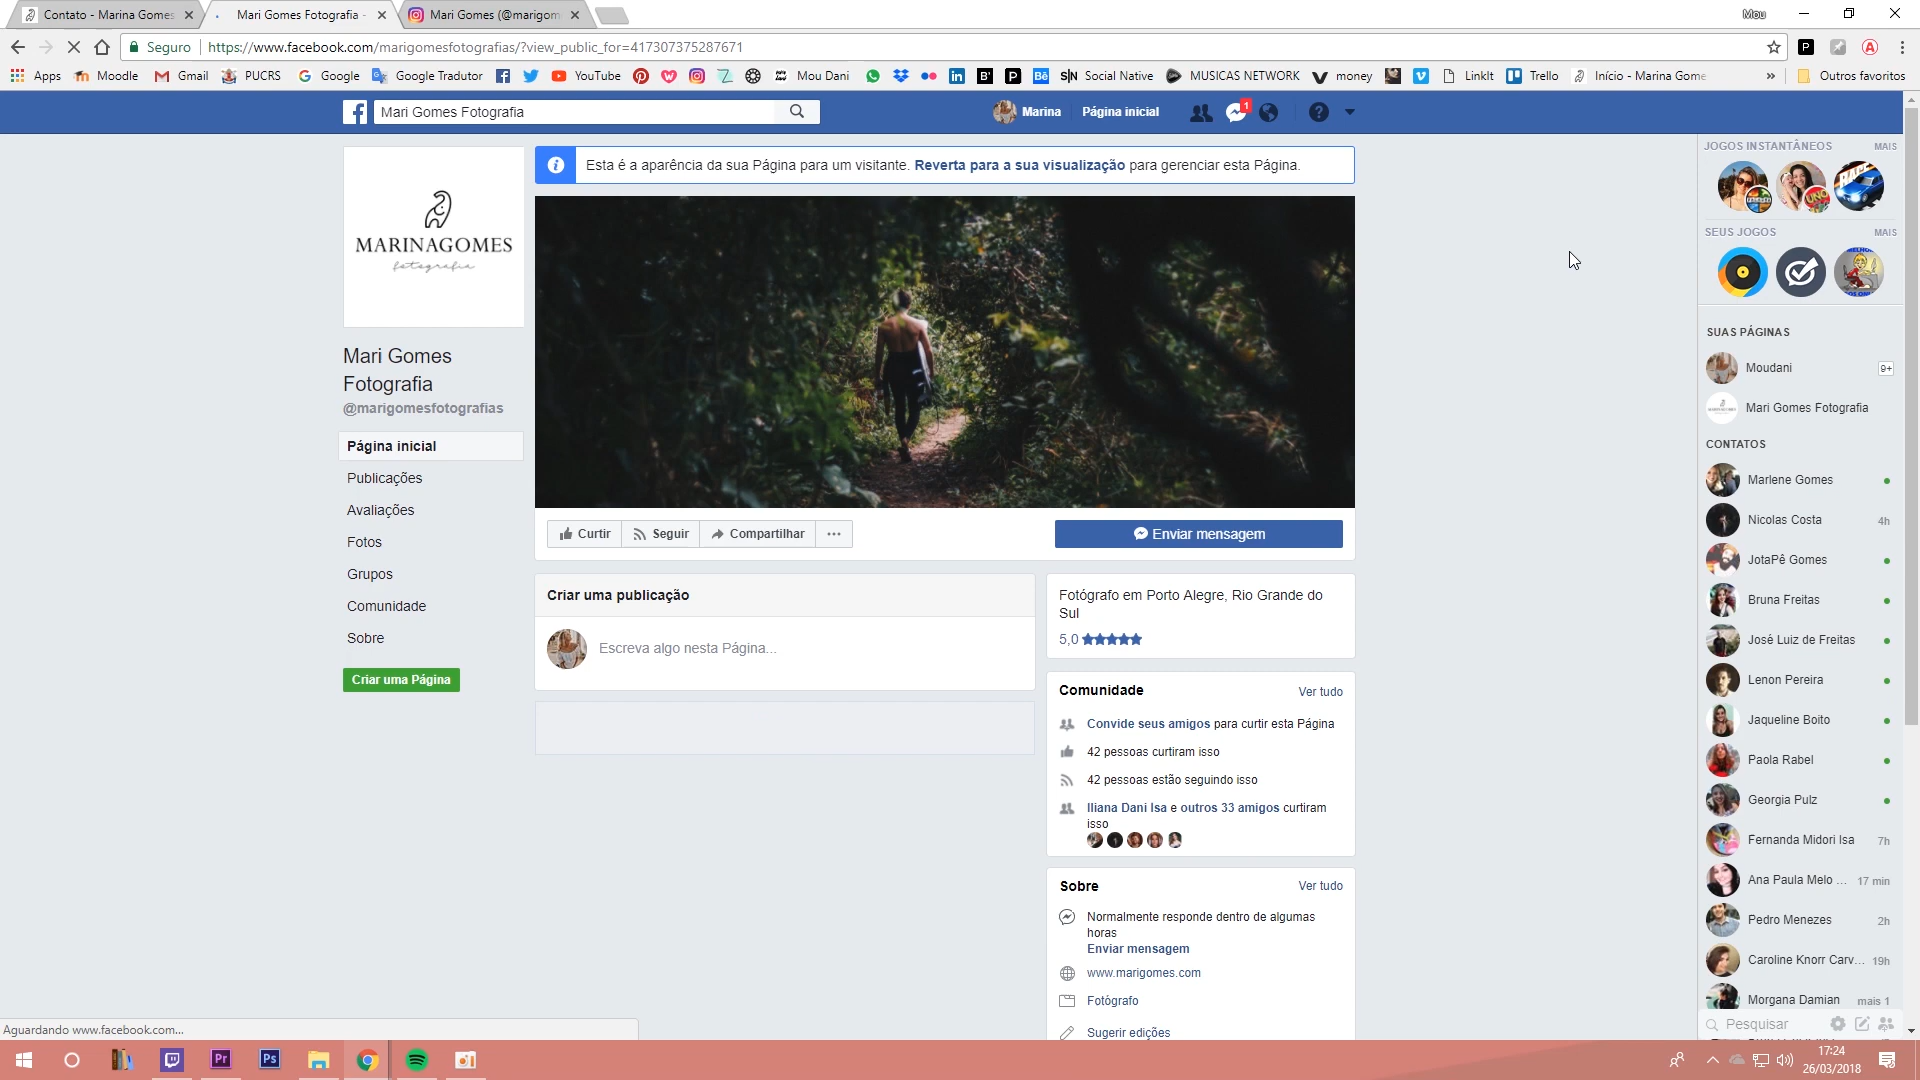 Contato - Marina Gomes
Mari Gomes Fotografia -
Mari Gomes (@marigom
Mou
Seguro
https://www.facebook.com/marigomesfotografias/?view_public_for=417307375287671
Apps
Moodle
Gmail
PUCRS
Google
Google Tradutor
YouTube
Mou Dani
Social Native
MUSICAS NETWORK
money
LinkIt
Trello
Início - Marina Gome
»
Outros favoritos
Mari Gomes Fotografia
Marina
Página inicial
1
MARINAGOMES
fotografia
Mari Gomes
Fotografia
@marigomesfotografias
Página inicial
Publicações
Avaliações
Fotos
Grupos
Comunidade
Sobre
Criar uma Página
Esta é a aparência da sua Página para um visitante. Reverta para a sua visualização para gerenciar esta Página.
Curtir
Seguir
Compartilhar
Enviar mensagem
Criar uma publicação
Escreva algo nesta Página...
Fotógrafo em Porto Alegre, Rio Grande do
Sul
5,0
Comunidade
Ver tudo
Convide seus amigos para curtir esta Página
42 pessoas curtiram isso
42 pessoas estão seguindo isso
Iliana Dani Isa e outros 33 amigos curtiram
isso
Sobre
Ver tudo
Normalmente responde dentro de algumas
horas
Enviar mensagem
www.marigomes.com
Fotógrafo
Sugerir edições
JOGOS INSTANTÂNEOS
MAIS
UNO
SEUS JOGOS
MAIS
SUAS PÁGINAS
Moudani
9+
Mari Gomes Fotografia
CONTATOS
Marlene Gomes
Nicolas Costa
4h
JotaPê Gomes
Bruna Freitas
José Luiz de Freitas
Lenon Pereira
Jaqueline Boito
Paola Rabel
Georgia Pulz
Fernanda Midori Isa
7h
Ana Paula Melo ...
17 min
Pedro Menezes
2h
Caroline Knorr Carv...
19h
Morgana Damian
mais 1
Pesquisar
Aguardando www.facebook.com...
Pr
Ps
17:24
26/03/2018